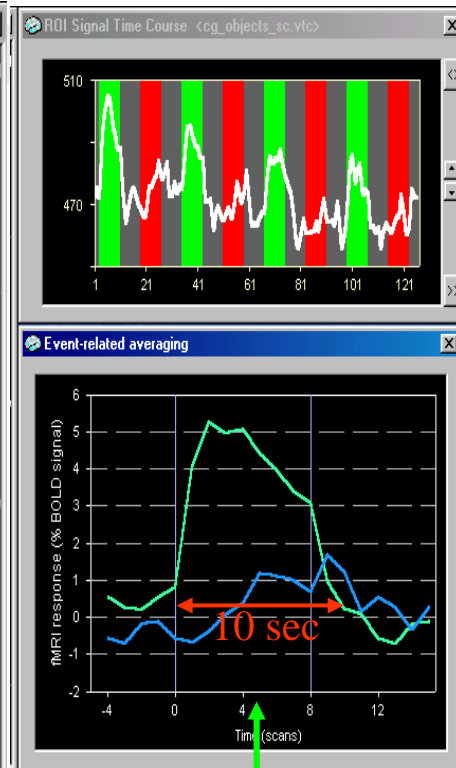 ROI Signal Time Course <cg_objects_sc.vtc>
510
470
1 21 41 61 81 101 121
Event-related averaging
6
5
4
3
2
1
0
-1
-2
fMRI response (% BOLD signal)
10 sec
-4 0 4 8 12
Time (scans)